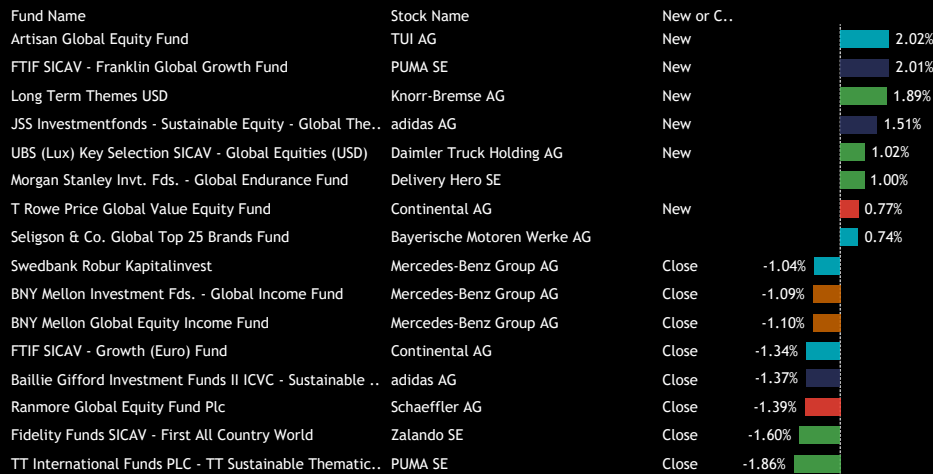 Fund Name Stock Name New or C..
Artisan Global Equity Fund TUI AG New 2.02%
FTIF SICAV - Franklin Global Growth Fund PUMA SE New 2.01%
Long Term Themes USD Knorr-Bremse AG New 1.89%
JSS Investmentfonds - Sustainable Equity - Global The.. adidas AG New 1.51%
UBS (Lux) Key Selection SICAV - Global Equities (USD) Daimler Truck Holding AG New 1.02%
Morgan Stanley Invt. Fds. - Global Endurance Fund Delivery Hero SE 1.00%
T Rowe Price Global Value Equity Fund Continental AG New 0.77%
Seligson & Co. Global Top 25 Brands Fund Bayerische Motoren Werke AG 0.74%
Swedbank Robur Kapitalinvest Mercedes-Benz Group AG Close -1.04%
BNY Mellon Investment Fds. - Global Income Fund Mercedes-Benz Group AG Close -1.09%
BNY Mellon Global Equity Income Fund Mercedes-Benz Group AG Close -1.10%
FTIF SICAV - Growth (Euro) Fund Continental AG Close -1.34%
Baillie Gifford Investment Funds II ICVC - Sustainable .. adidas AG Close -1.37%
Ranmore Global Equity Fund Plc Schaeffler AG Close -1.39%
Fidelity Funds SICAV - First All Country World Zalando SE Close -1.60%
TT International Funds PLC - TT Sustainable Thematic.. PUMA SE Close -1.86%